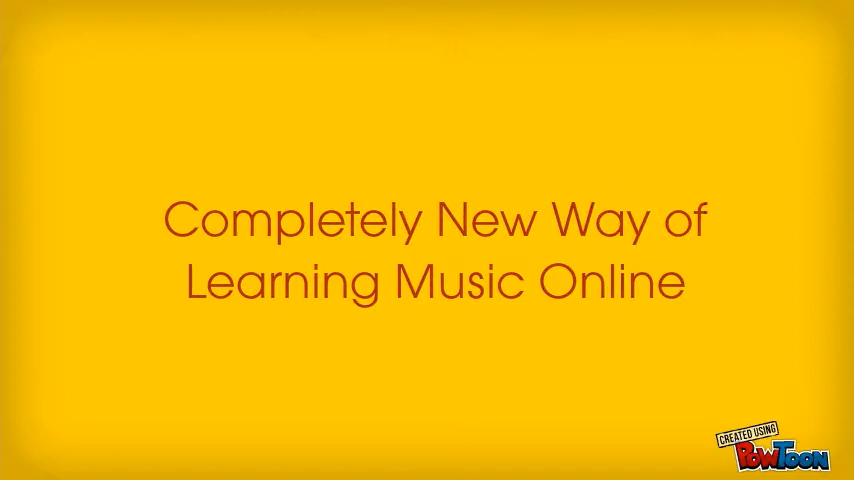 Completely New Way of
Learning Music Online
CREATED USING
PowToon